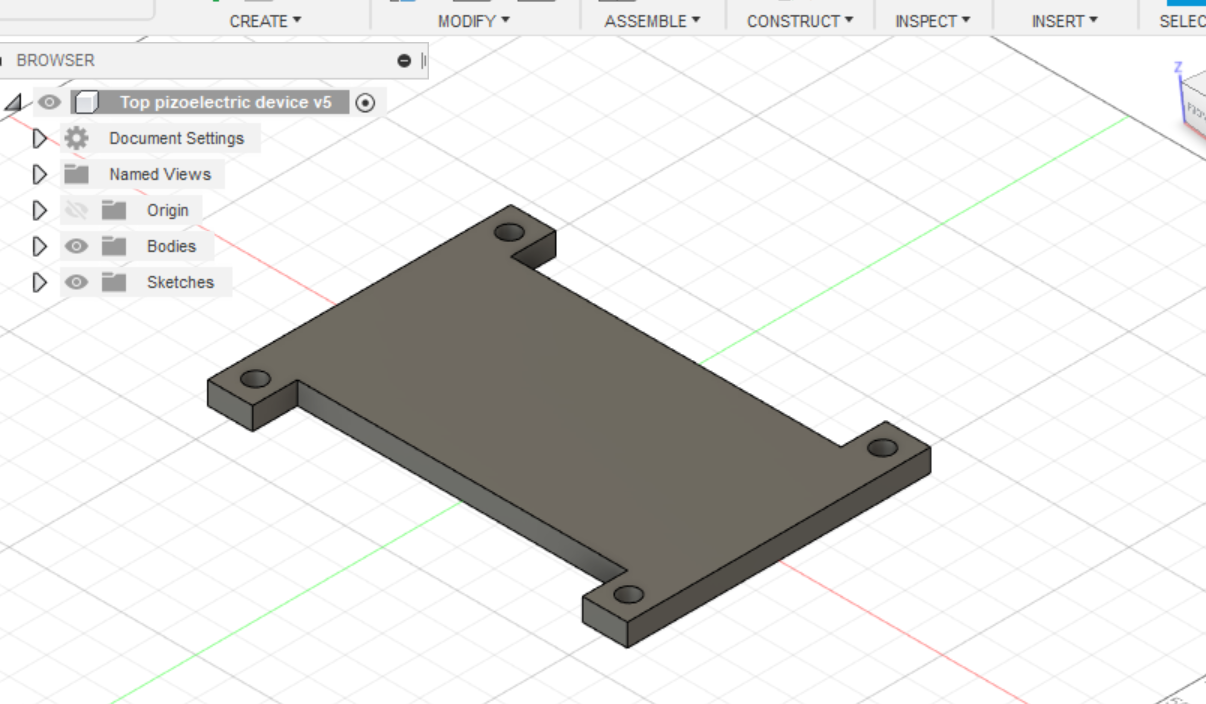 CREATE MODIFY ASSEMBLE CONSTRUCT INSPECT INSERT SELEC
BROWSER
Top pizoelectric device v5
Document Settings
Named Views
Origin
Bodies
Sketches
Z